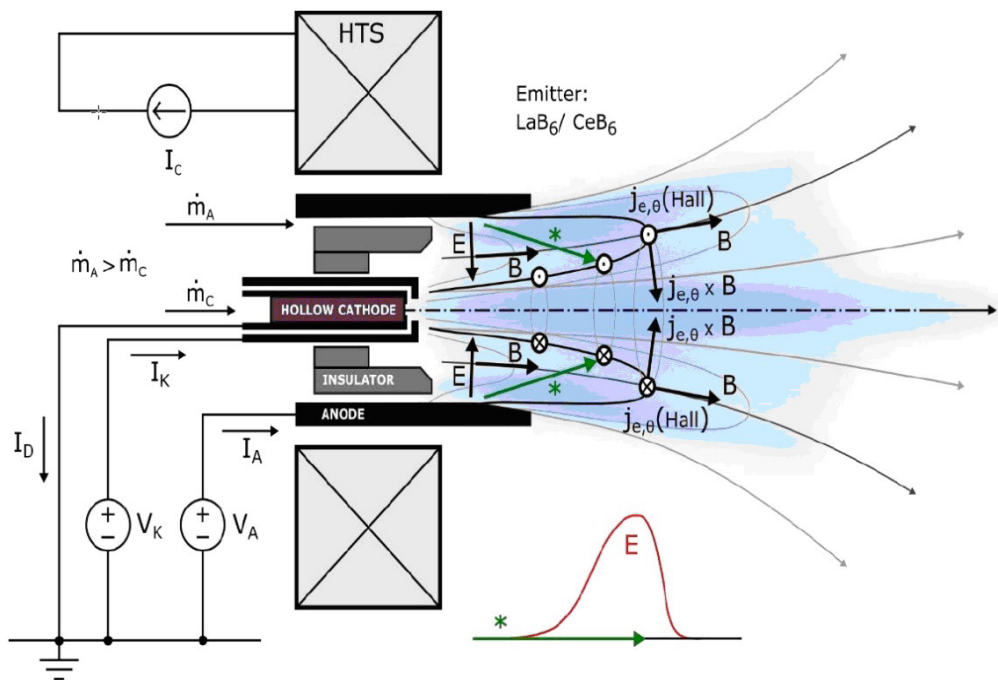 HTS
I_C
Emitter:
LaB₆/ CeB₆
ṁ_A
ṁ_A > ṁ_C
ṁ_C
HOLLOW CATHODE
I_K
INSULATOR
ANODE
I_D
I_A
V_K
V_A
+
−
+
−
E
*
B
j_e,θ (Hall)
B
j_e,θ x B
j_e,θ x B
B
E
*
B
j_e,θ (Hall)
E
*